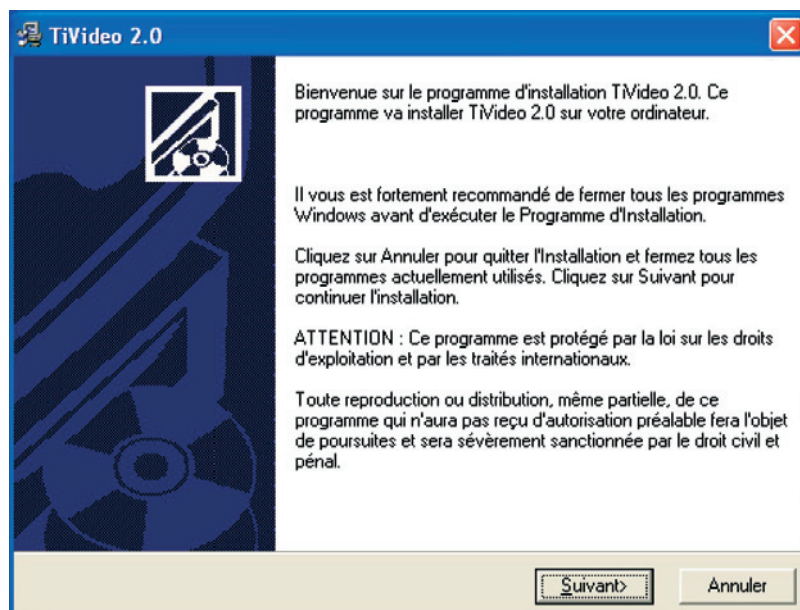 TiVideo 2.0
Bienvenue sur le programme d'installation TiVideo 2.0. Ce
programme va installer TiVideo 2.0 sur votre ordinateur.
Il vous est fortement recommandé de fermer tous les programmes
Windows avant d'exécuter le Programme d'Installation.
Cliquez sur Annuler pour quitter l'Installation et fermez tous les
programmes actuellement utilisés. Cliquez sur Suivant pour
continuer l'installation.
ATTENTION : Ce programme est protégé par la loi sur les droits
d'exploitation et par les traités internationaux.
Toute reproduction ou distribution, même partielle, de ce
programme qui n'aura pas reçu d'autorisation préalable fera l'objet
de poursuites et sera sévèrement sanctionnée par le droit civil et
pénal.
Suivant> Annuler